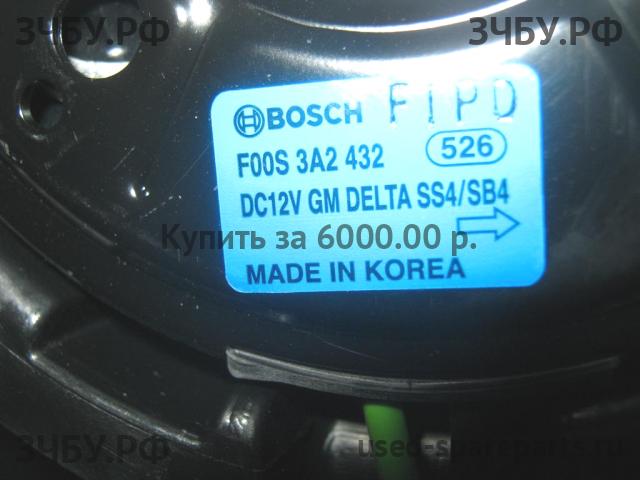 ЗЧБУ.РФ ЗЧБУ.РФ
BOSCH FIPD
F00S 3A2 432 526
DC12V GM DELTA SS4/SB4
Купить за 6000.00 р.
MADE IN KOREA
ЗЧБУ.РФ used-spareparts.ru